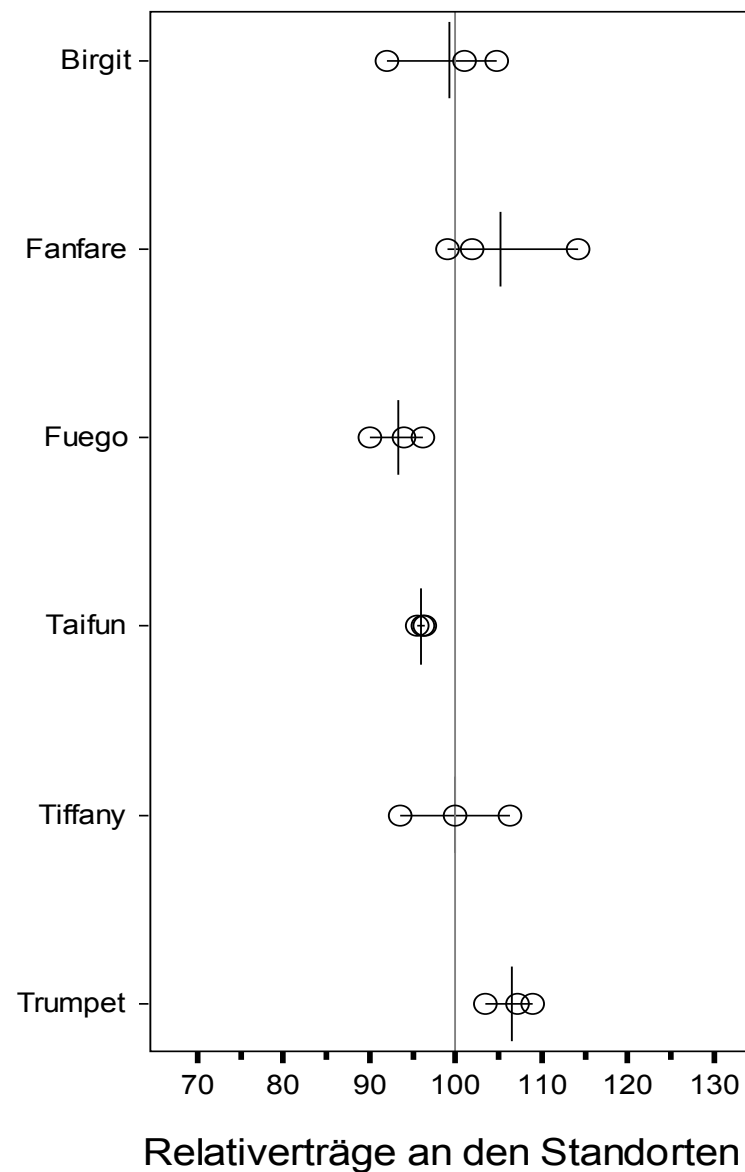 Birgit
Fanfare
Fuego
Taifun
Tiffany
Trumpet
70 80 90 100 110 120 130
Relativerträge an den Standorten